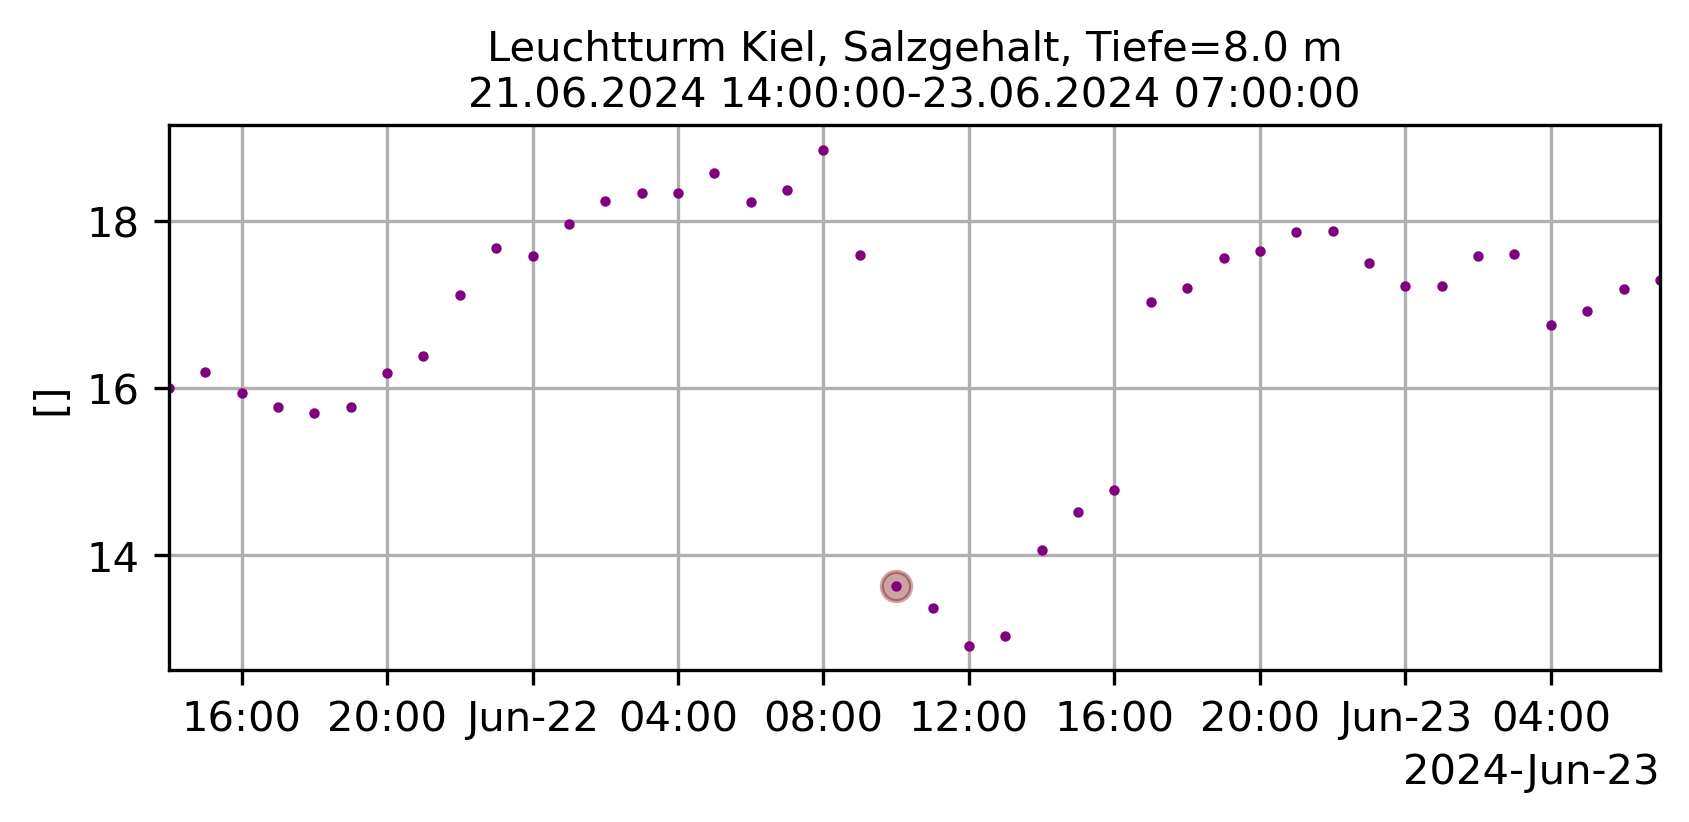 Leuchtturm Kiel, Salzgehalt, Tiefe=8.0 m
21.06.2024 14:00:00-23.06.2024 07:00:00
18
16
14
[]
16:00 20:00 Jun-22 04:00 08:00 12:00 16:00 20:00 Jun-23 04:00
2024-Jun-23